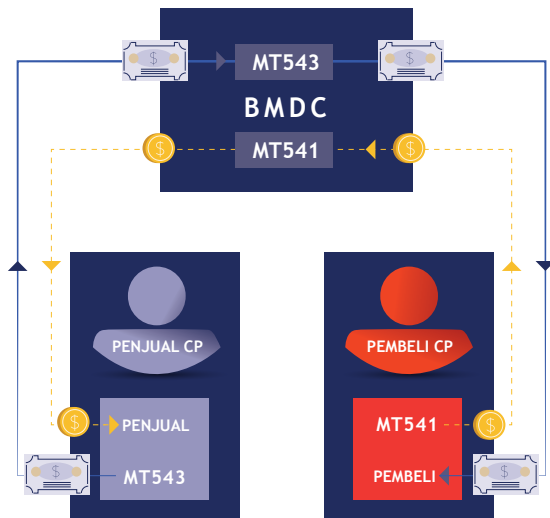 MT543
BMDC
MT541
PENJUAL CP
PEMBELI CP
PENJUAL
MT543
MT541
PEMBELI
$
$
$
$
$
$
$
$